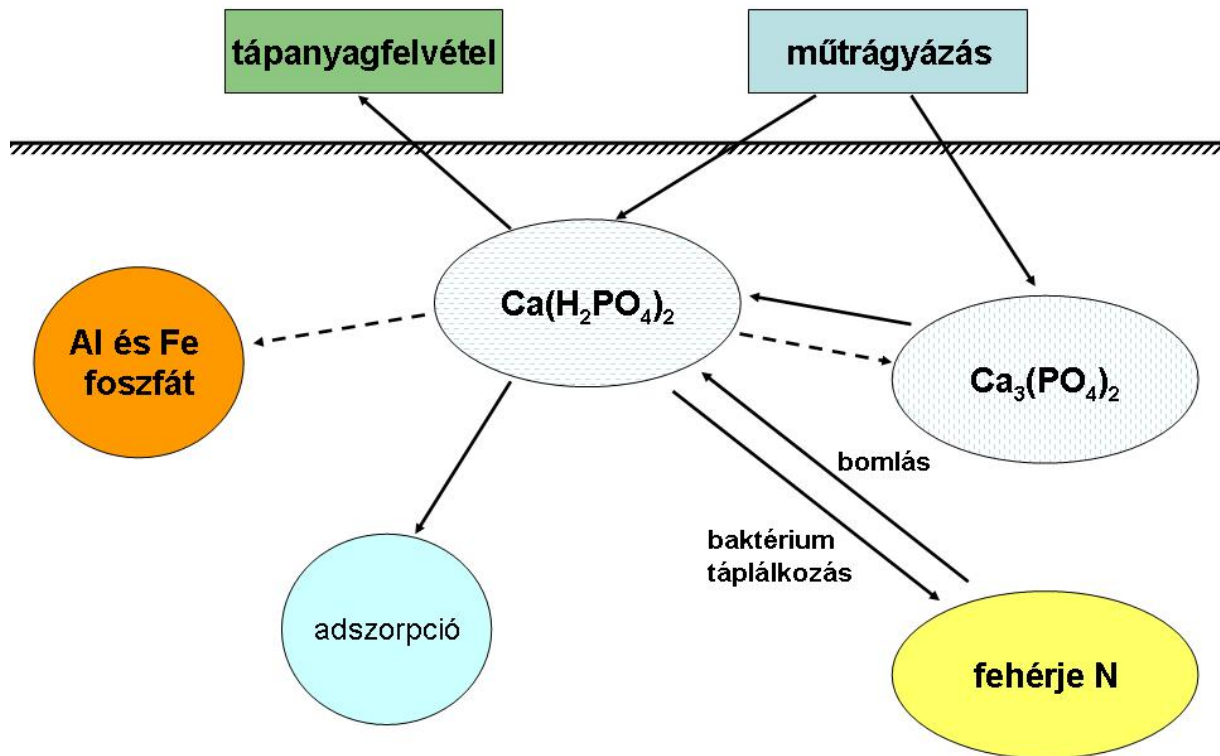 tápanyagfelvétel
műtrágyázás
Ca(H₂PO₄)₂
Al és Fe
foszfát
Ca₃(PO₄)₂
bomlás
baktérium
táplálkozás
adszorpció
fehérje N